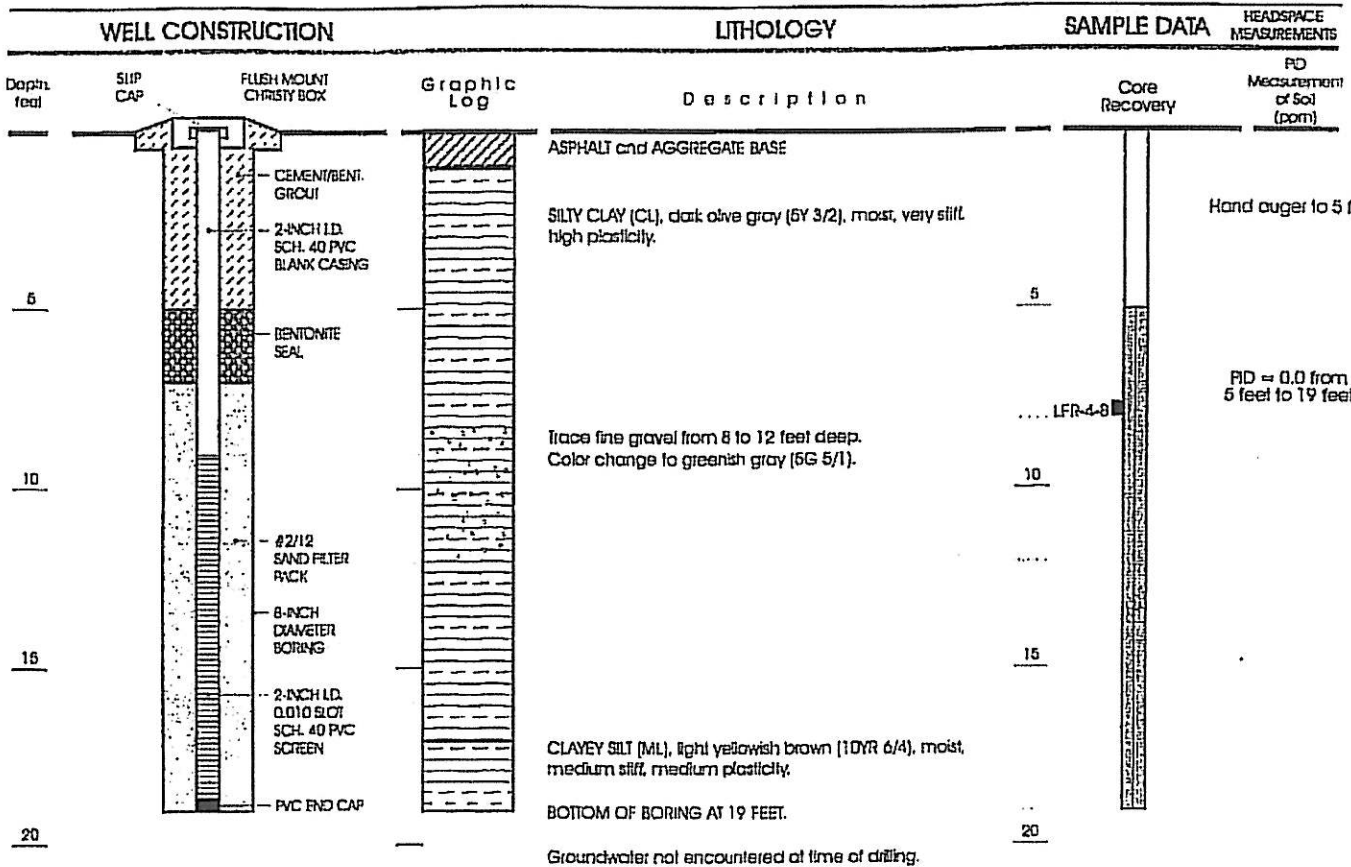 WELL CONSTRUCTION
LITHOLOGY
SAMPLE DATA
HEADSPACE
MEASUREMENTS
Depth,
feet
SLIP
CAP
FLUSH MOUNT
CHRISTY BOX
Graphic
Log
Description
Core
Recovery
PID
Measurement
of Soil
(ppm)
CEMENT/BENT.
GROUT
2-INCH I.D.
SCH. 40 PVC
BLANK CASING
5
BENTONITE
SEAL
10
#2/12
SAND FILTER
PACK
8-INCH
DIAMETER
BORING
15
2-INCH I.D.
0.010 SLOT
SCH. 40 PVC
SCREEN
PVC END CAP
20
ASPHALT and AGGREGATE BASE
SILTY CLAY (CL), dark olive gray (5Y 3/2), moist, very stiff,
high plasticity.
Trace fine gravel from 8 to 12 feet deep.
Color change to greenish gray (5G 5/1).
CLAYEY SILT (ML), light yellowish brown (10YR 6/4), moist,
medium stiff, medium plasticity.
BOTTOM OF BORING AT 19 FEET.
Groundwater not encountered at time of drilling.
5
LFR-4-8
10
15
20
Hand auger to 5 f
PID = 0.0 from
5 feet to 19 feet